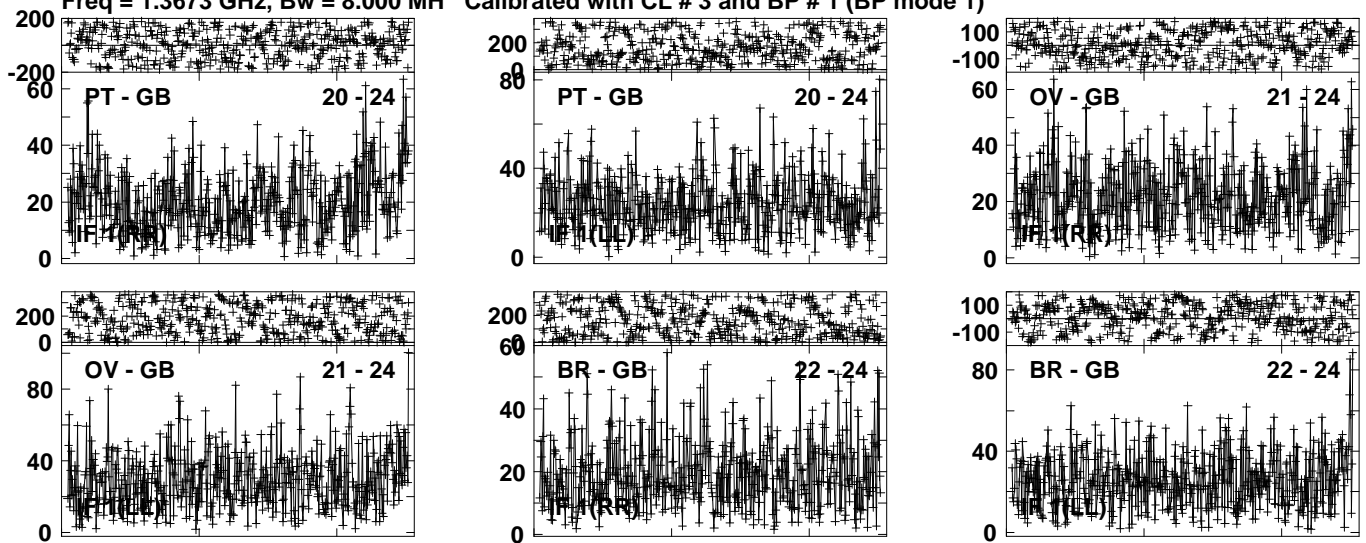 Freq = 1.3673 GHz, Bw = 8.000 MH Calibrated with CL # 3 and BP # 1 (BP mode 1)
200
-200
60
40
20
0
PT - GB 20 - 24
IF 1(RR)
200
0
80
40
0
PT - GB 20 - 24
IF 1(LL)
100
-100
60
40
20
0
OV - GB 21 - 24
IF 1(RR)
200
0
80
40
0
OV - GB 21 - 24
IF 1(LL)
200
0
60
40
20
0
BR - GB 22 - 24
IF 1(RR)
100
-100
80
40
0
BR - GB 22 - 24
IF 1(LL)